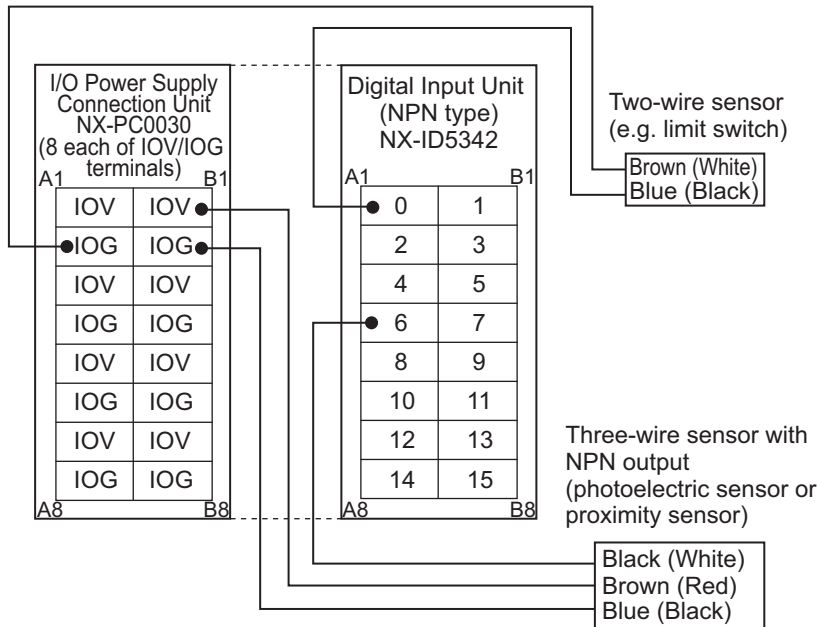 I/O Power Supply
Connection Unit
NX-PC0030
(8 each of IOV/IOG
terminals)
A1 B1
IOV IOV
IOG IOG
IOV IOV
IOG IOG
IOV IOV
IOG IOG
IOV IOV
IOG IOG
A8 B8
Digital Input Unit
(NPN type)
NX-ID5342
A1 B1
0 1
2 3
4 5
6 7
8 9
10 11
12 13
14 15
A8 B8
Two-wire sensor
(e.g. limit switch)
Brown (White)
Blue (Black)
Three-wire sensor with
NPN output
(photoelectric sensor or
proximity sensor)
Black (White)
Brown (Red)
Blue (Black)